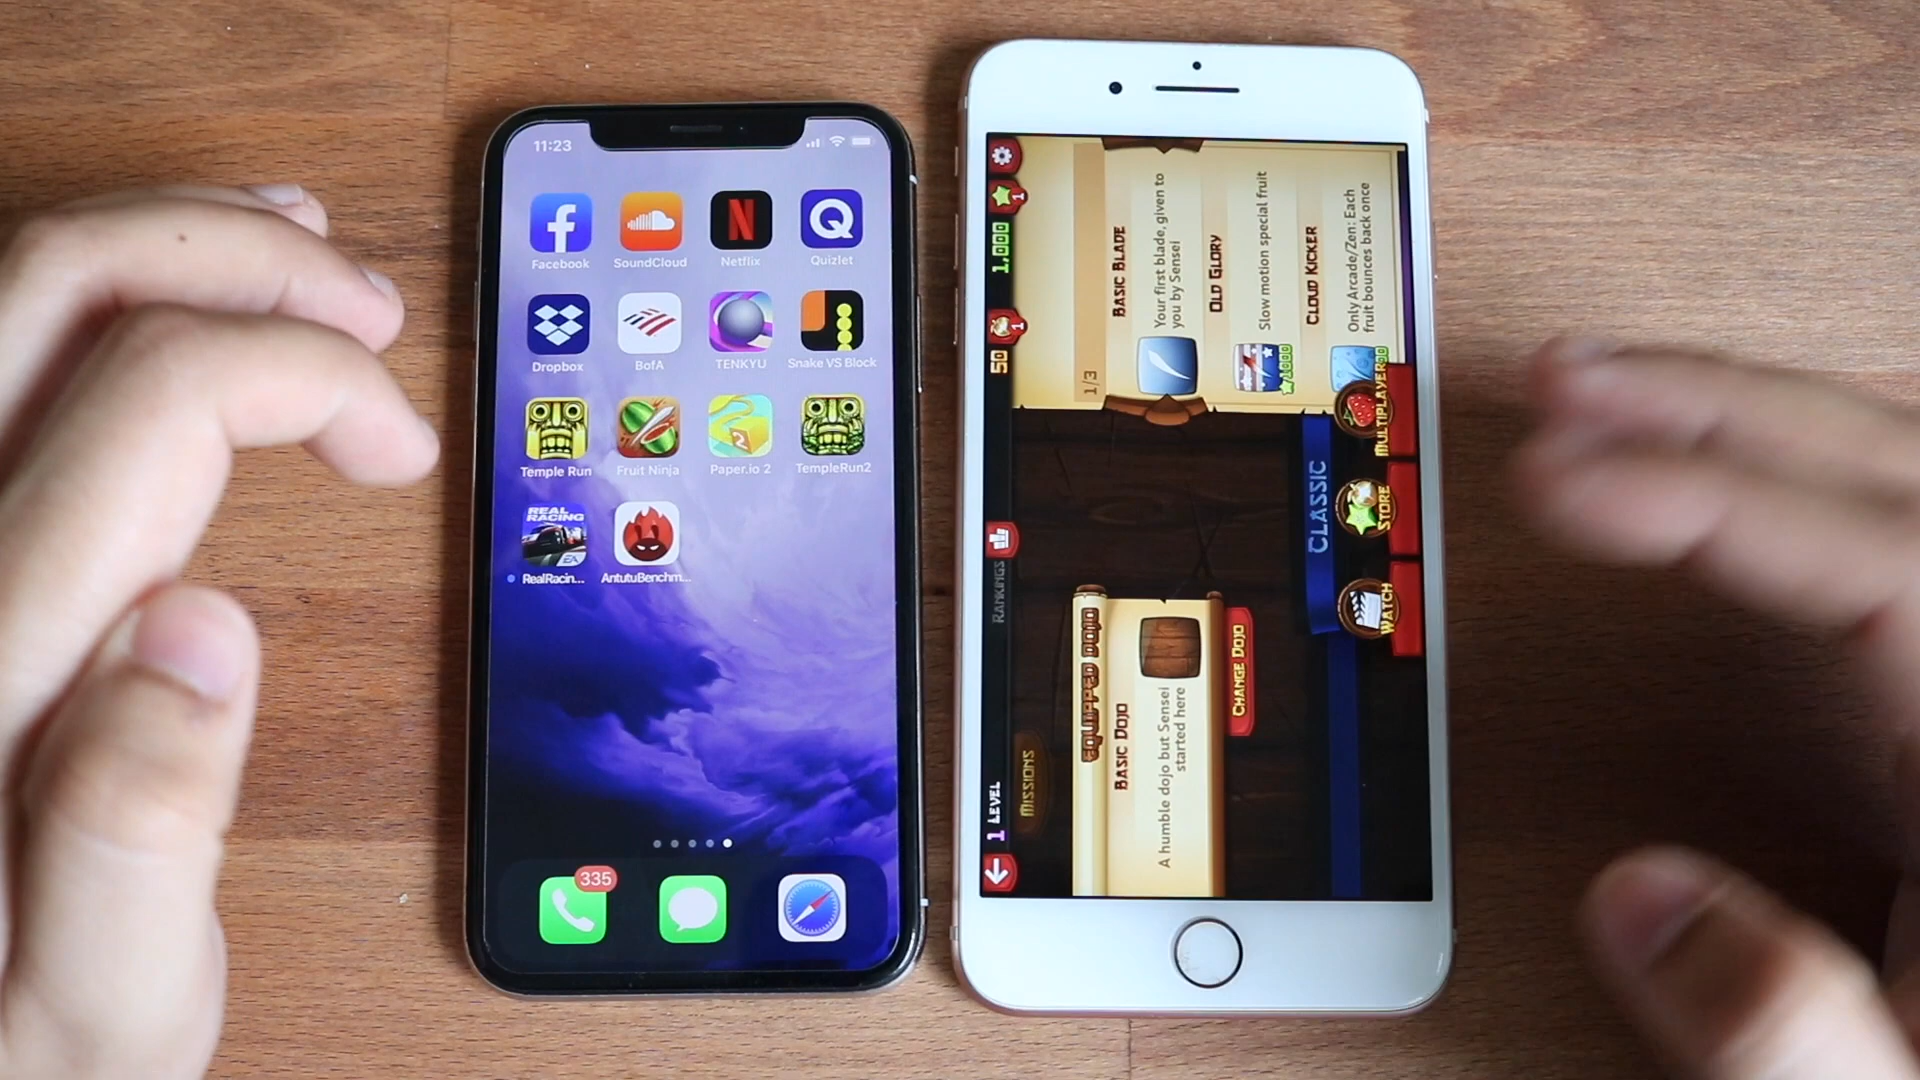 11:23
Facebook
SoundCloud
Netflix
Quizlet
Dropbox
BofA
TENKYU
Snake VS Block
Temple Run
Fruit Ninja
Paper.io 2
TempleRun2
REAL
RACING
EA
RealRacin...
AntutuBenchm...
335
1 LEVEL
RANKINGS
50
1
1,000
1
MISSIONS
EQUIPPED DOJO
BASIC DOJO
A humble dojo but Sensei
started here
CHANGE DOJO
1/3
BASIC BLADE
Your first blade, given to
you by Sensei
OLD GLORY
Slow motion special fruit
CLOUD KICKER
Only Arcade/Zen: Each
fruit bounces back once
CLASSIC
WATCH
STORE
MULTIPLAYER